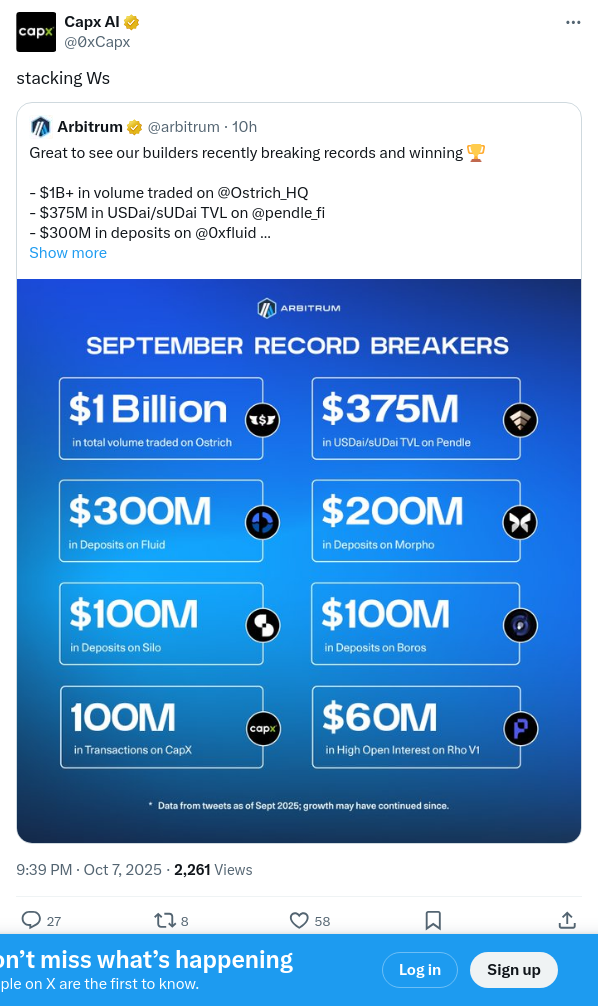 capx
Capx AI
@0xCapx
stacking Ws
Arbitrum @arbitrum · 10h
Great to see our builders recently breaking records and winning 🏆
- $1B+ in volume traded on @Ostrich_HQ
- $375M in USDai/sUDai TVL on @pendle_fi
- $300M in deposits on @0xfluid ...
Show more
ARBITRUM
SEPTEMBER RECORD BREAKERS
$1 Billion
in total volume traded on Ostrich
$375M
in USDai/sUDai TVL on Pendle
$300M
in Deposits on Fluid
$200M
in Deposits on Morpho
$100M
in Deposits on Silo
$100M
in Deposits on Boros
100M
in Transactions on CapX
capx
$60M
in High Open Interest on Rho V1
* Data from tweets as of Sept 2025; growth may have continued since.
9:39 PM · Oct 7, 2025 · 2,261 Views
27 8 58
on't miss what's happening
ple on X are the first to know.
Log in
Sign up